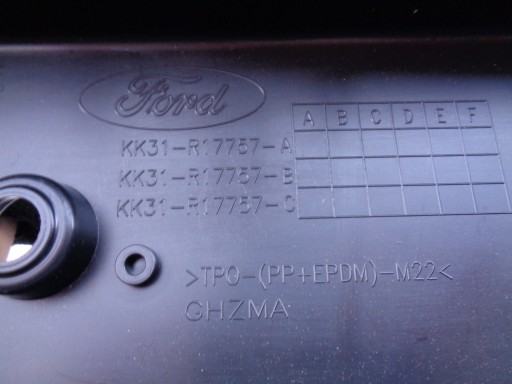 Ford
A B C D E F
KK31-R17757-A
KK31-R17757-B
KK31-R17757-C
>TPO-(PP+EPDM)-M22<
GHZMA